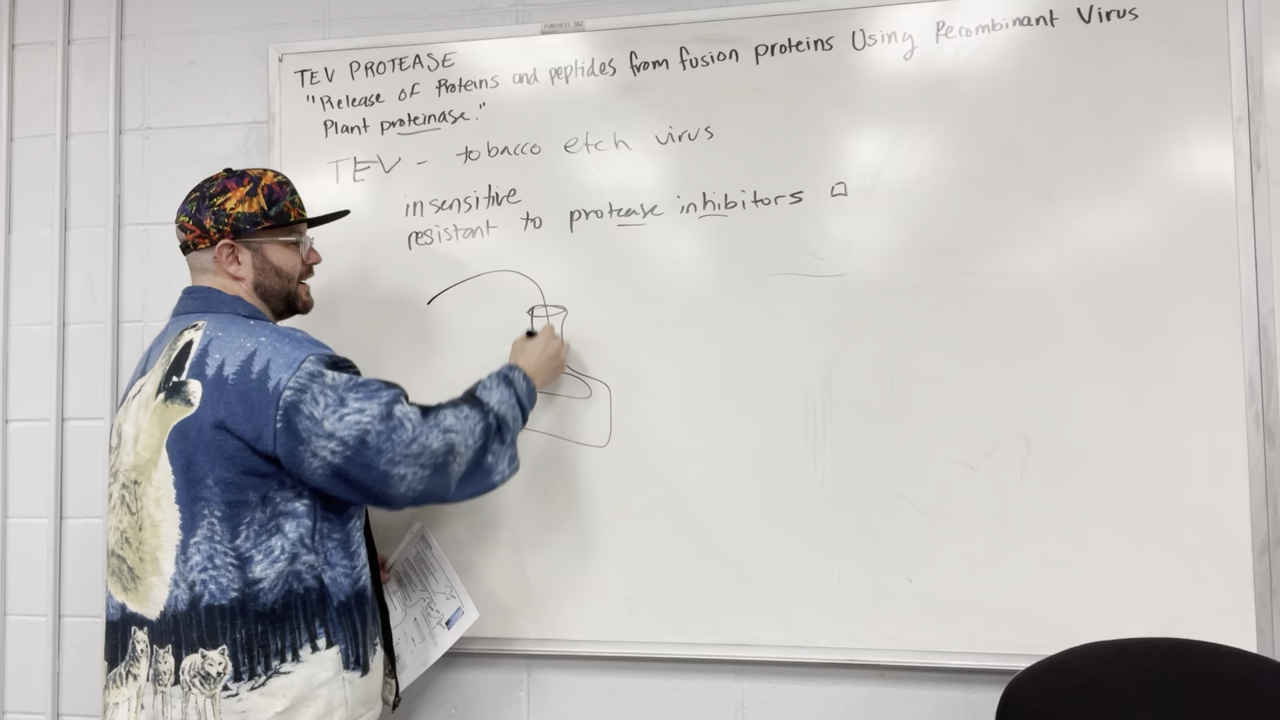 TEV PROTEASE
"Release of Proteins and peptides from fusion proteins Using Recombinant Virus
Plant proteinase."
TEV - tobacco etch virus
insensitive
resistant to protease inhibitors